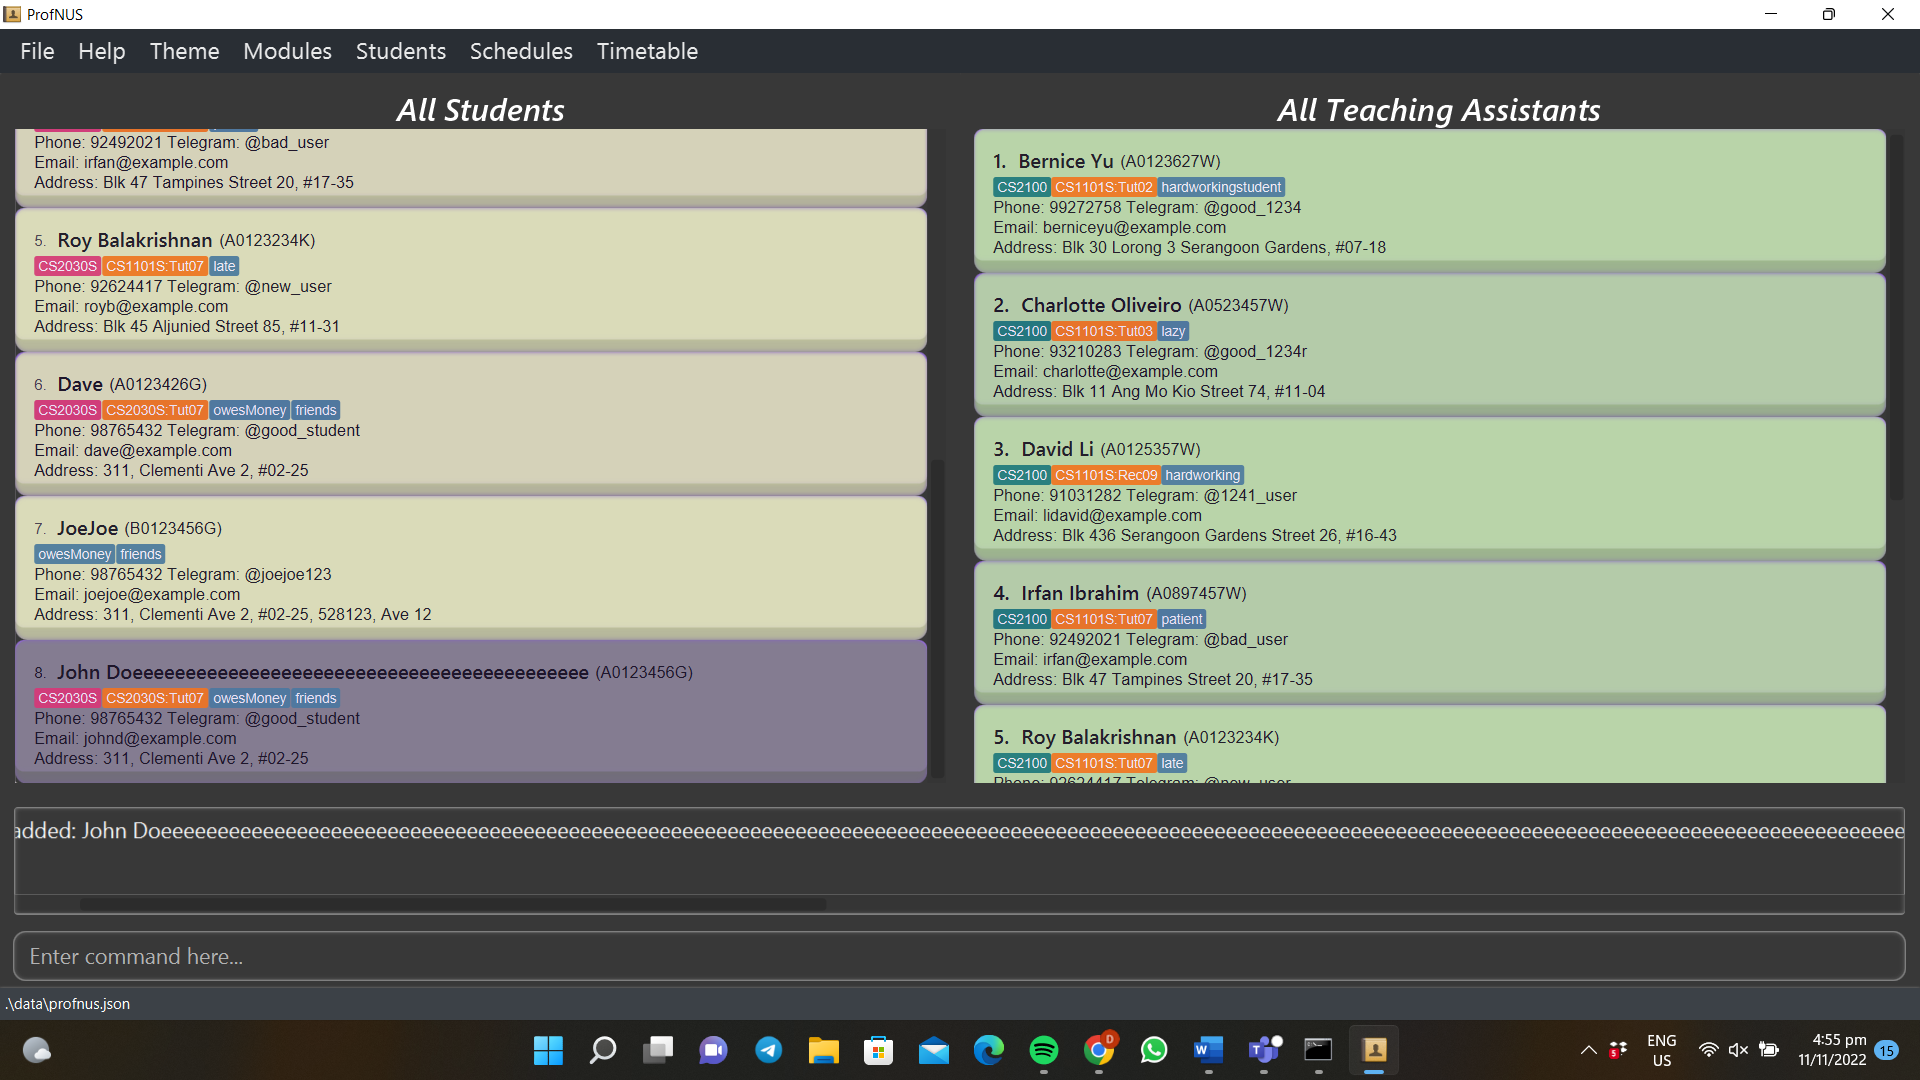 ProfNUS
File Help Theme Modules Students Schedules Timetable
All Students
Phone: 92492021 Telegram: @bad_user
Email: irfan@example.com
Address: Blk 47 Tampines Street 20, #17-35
5. Roy Balakrishnan (A0123234K)
CS2030S CS1101S:Tut07 late
Phone: 92624417 Telegram: @new_user
Email: royb@example.com
Address: Blk 45 Aljunied Street 85, #11-31
6. Dave (A0123426G)
CS2030S CS2030S:Tut07 owesMoney friends
Phone: 98765432 Telegram: @good_student
Email: dave@example.com
Address: 311, Clementi Ave 2, #02-25
7. JoeJoe (B0123456G)
owesMoney friends
Phone: 98765432 Telegram: @joejoe123
Email: joejoe@example.com
Address: 311, Clementi Ave 2, #02-25, 528123, Ave 12
8. John Doeeeeeeeeeeeeeeeeeeeeeeeeeeeeeeeeeeeeeeeeeee (A0123456G)
CS2030S CS2030S:Tut07 owesMoney friends
Phone: 98765432 Telegram: @good_student
Email: johnd@example.com
Address: 311, Clementi Ave 2, #02-25
All Teaching Assistants
1. Bernice Yu (A0123627W)
CS2100 CS1101S:Tut02 hardworkingstudent
Phone: 99272758 Telegram: @good_1234
Email: berniceyu@example.com
Address: Blk 30 Lorong 3 Serangoon Gardens, #07-18
2. Charlotte Oliveiro (A0523457W)
CS2100 CS1101S:Tut03 lazy
Phone: 93210283 Telegram: @good_1234r
Email: charlotte@example.com
Address: Blk 11 Ang Mo Kio Street 74, #11-04
3. David Li (A0125357W)
CS2100 CS1101S:Rec09 hardworking
Phone: 91031282 Telegram: @1241_user
Email: lidavid@example.com
Address: Blk 436 Serangoon Gardens Street 26, #16-43
4. Irfan Ibrahim (A0897457W)
CS2100 CS1101S:Tut07 patient
Phone: 92492021 Telegram: @bad_user
Email: irfan@example.com
Address: Blk 47 Tampines Street 20, #17-35
5. Roy Balakrishnan (A0123234K)
CS2100 CS1101S:Tut07 late
Phone: 92624417 Telegram: @new_user
added: John Doeeeeeeeeeeeeeeeeeeeeeeeeeeeeeeeeeeeeeeeeeeeeeeeeeeeeeeeeeeeeeeeeeeeeeeeeeeeeeeeeeeeeeeeeeeeeeeeeeeeeeeeeeeeeeeeeeeeeeeeeeeeeeeeeeeeeeeeeeeeeeeeeeeeee
Enter command here...
.\data\profnus.json
ENG
US
4:55 pm
11/11/2022
15